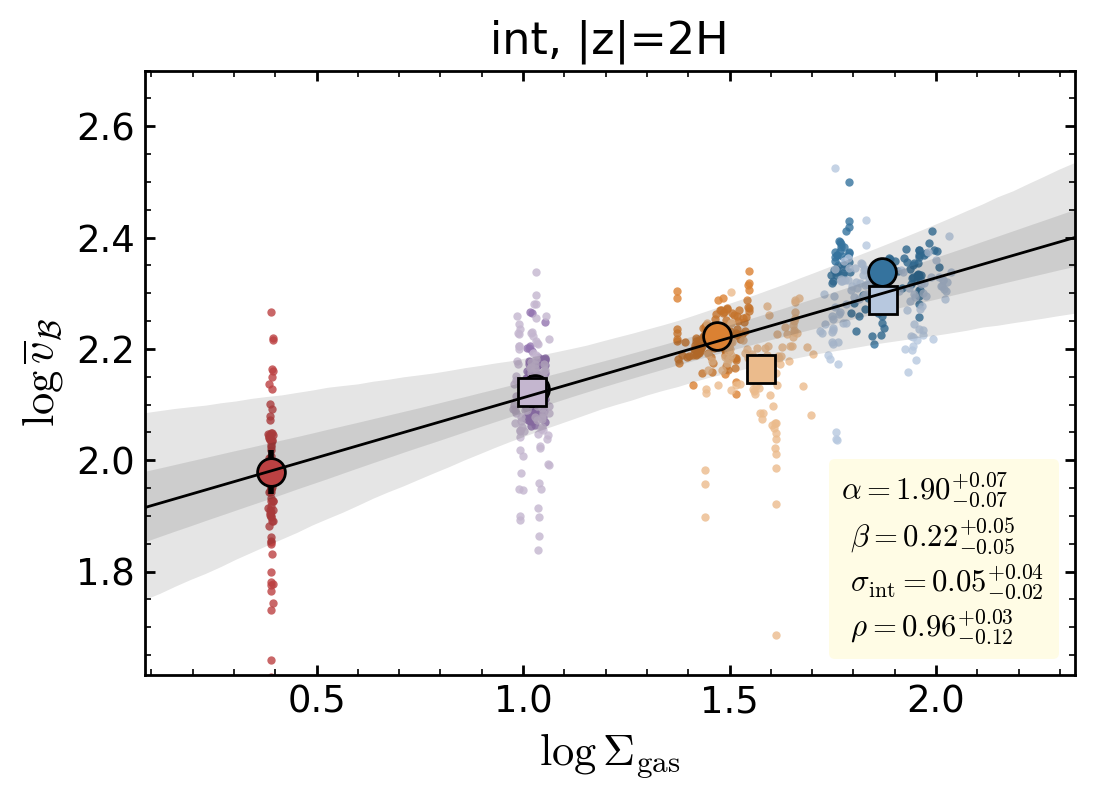 int, |z|=2H
log v̅_ℬ
2.6
2.4
2.2
2.0
1.8
α = 1.90^{+0.07}_{−0.07}
β = 0.22^{+0.05}_{−0.05}
σ_int = 0.05^{+0.04}_{−0.02}
ρ = 0.96^{+0.03}_{−0.12}
0.5 1.0 1.5 2.0
log Σ_gas